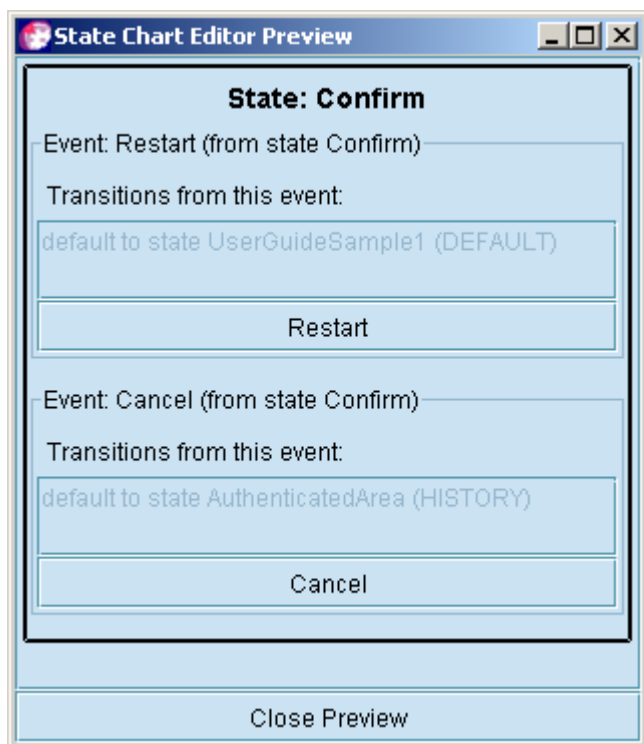 State Chart Editor Preview
State: Confirm
Event: Restart (from state Confirm)
Transitions from this event:
default to state UserGuideSample1 (DEFAULT)
Restart
Event: Cancel (from state Confirm)
Transitions from this event:
default to state AuthenticatedArea (HISTORY)
Cancel
Close Preview